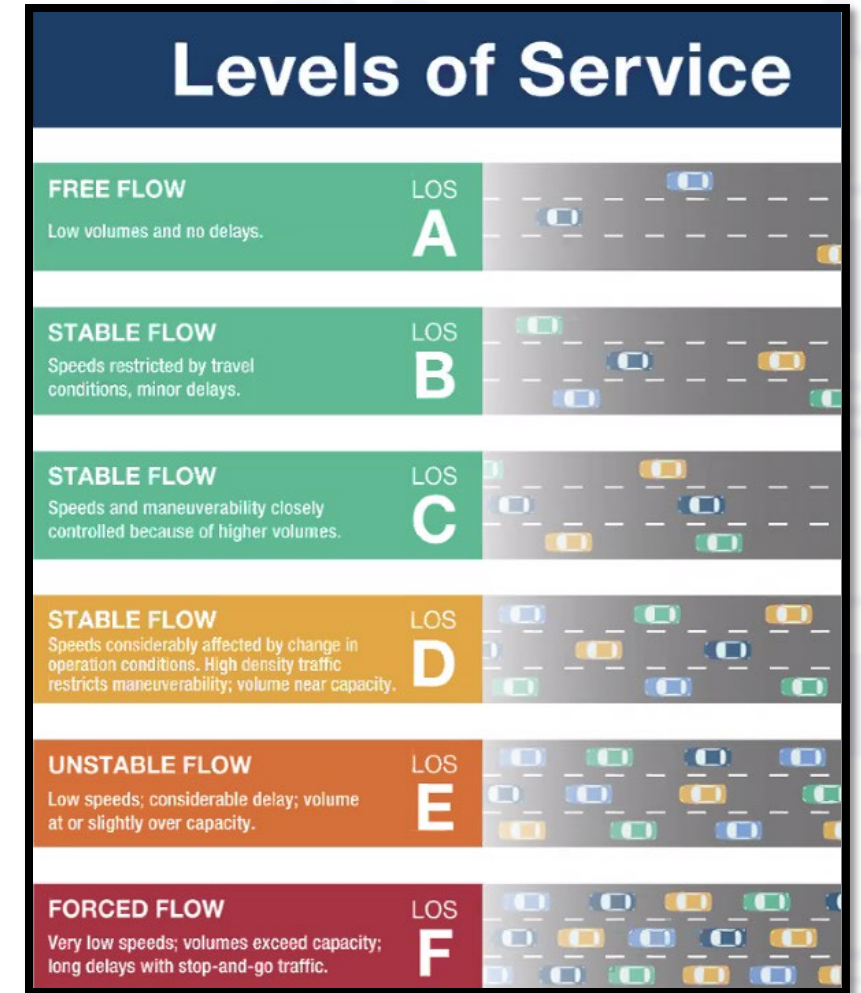 Levels of Service
FREE FLOW
Low volumes and no delays.
LOS
A
STABLE FLOW
Speeds restricted by travel
conditions, minor delays.
LOS
B
STABLE FLOW
Speeds and maneuverability closely
controlled because of higher volumes.
LOS
C
STABLE FLOW
Speeds considerably affected by change in
operation conditions. High density traffic
restricts maneuverability; volume near capacity.
LOS
D
UNSTABLE FLOW
Low speeds; considerable delay; volume
at or slightly over capacity.
LOS
E
FORCED FLOW
Very low speeds; volumes exceed capacity;
long delays with stop-and-go traffic.
LOS
F